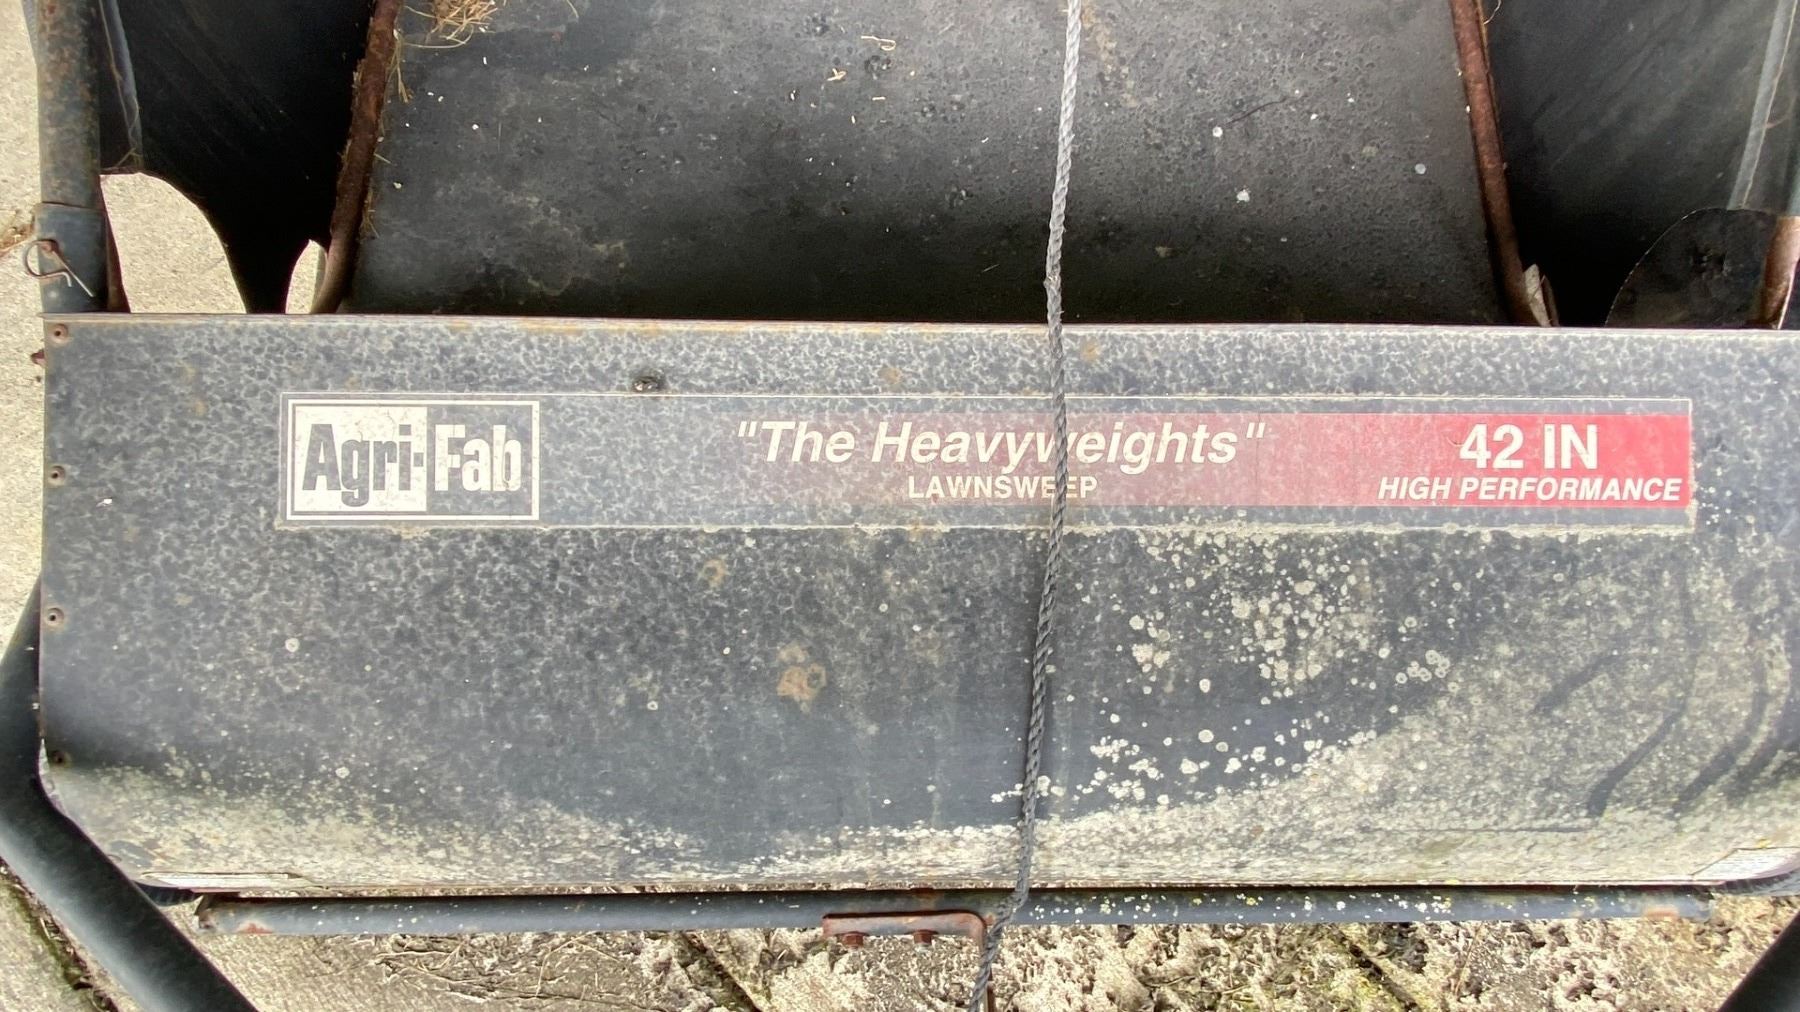 Agri-Fab
"The Heavyweights"
LAWNSWEEP
42 IN
HIGH PERFORMANCE